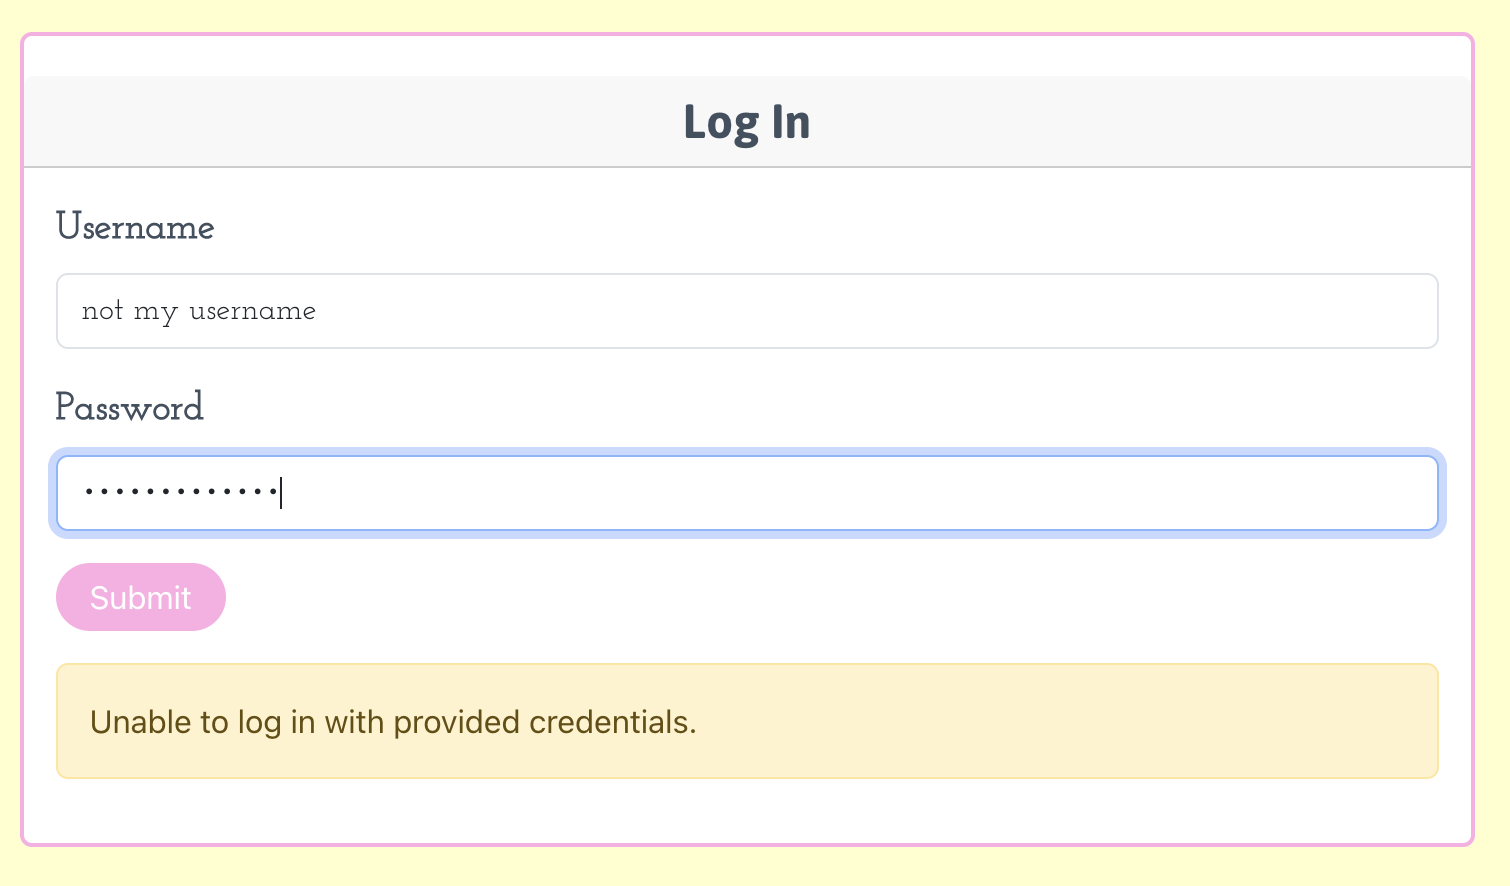 Log In
Username
not my username
Password
•••••••••••••
Submit
Unable to log in with provided credentials.